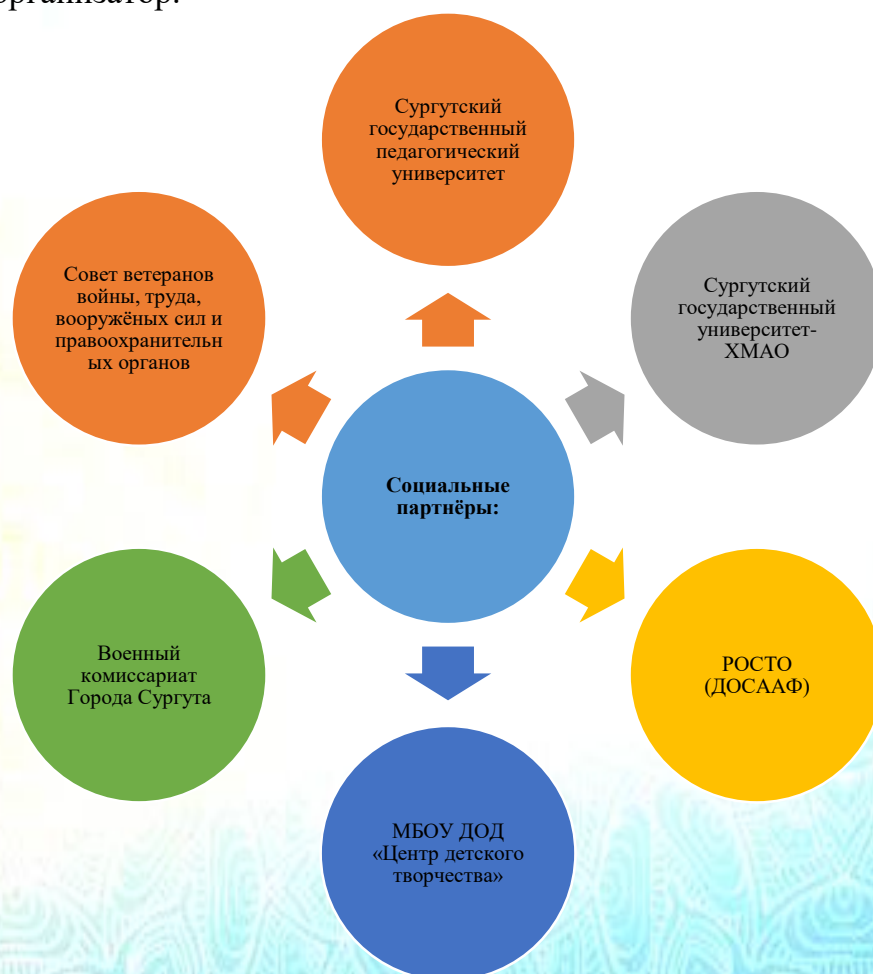 организатор.
Сургутский
государственный
педагогический
университет
Совет ветеранов
войны, труда,
вооружёных сил и
правоохранительн
ых органов
Сургутский
государственный
университет-
ХМАО
Социальные
партнёры:
Военный
комиссариат
Города Сургута
РОСТО
(ДОСААФ)
МБОУ ДОД
«Центр детского
творчества»